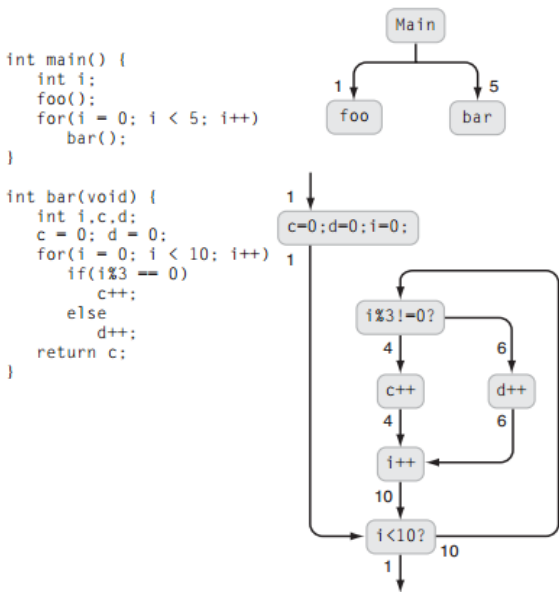 int main() {
int i;
foo();
for(i = 0; i < 5; i++)
bar();
}
int bar(void) {
int i,c,d;
c = 0; d = 0;
for(i = 0; i < 10; i++)
if(i%3 == 0)
c++;
else
d++;
return c;
}
Main
1
5
foo
bar
1
c=0;d=0;i=0;
1
i%3!=0?
4
6
c++
d++
4
6
i++
10
i<10?
10
1